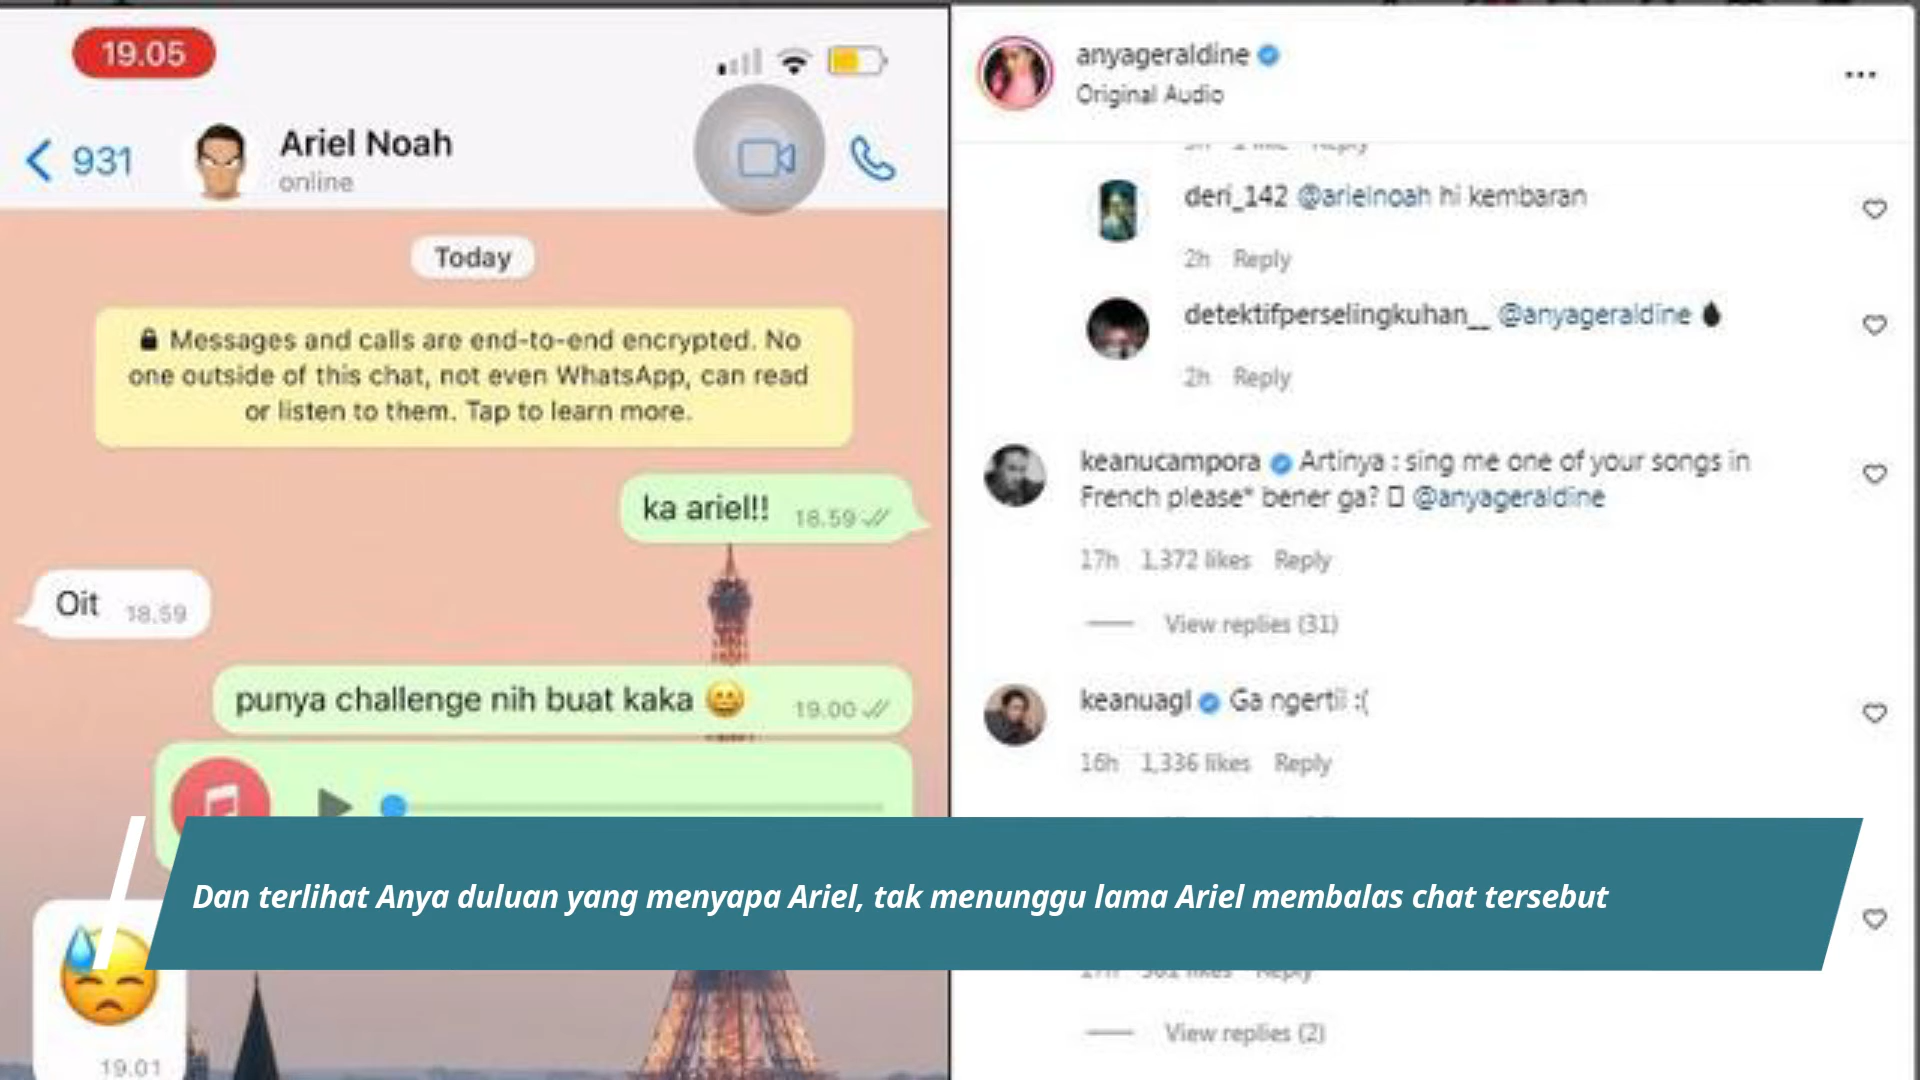 19.05
931
Ariel Noah
online
Today
Messages and calls are end-to-end encrypted. No
one outside of this chat, not even WhatsApp, can read
or listen to them. Tap to learn more.
ka ariel!! 18.59
Oit 18.59
punya challenge nih buat kaka 😄 19.00
19.01
anyageraldine
Original Audio
Reply
deri_142 @arielnoah hi kembaran
2h Reply
detektifperselingkuhan__ @anyageraldine
2h Reply
keanucampora Artinya : sing me one of your songs in
French please* bener ga? @anyageraldine
17h 1,372 likes Reply
View replies (31)
keanuagl Ga ngertii :(
16h 1,336 likes Reply
17h likes Reply
View replies (2)
Dan terlihat Anya duluan yang menyapa Ariel, tak menunggu lama Ariel membalas chat tersebut